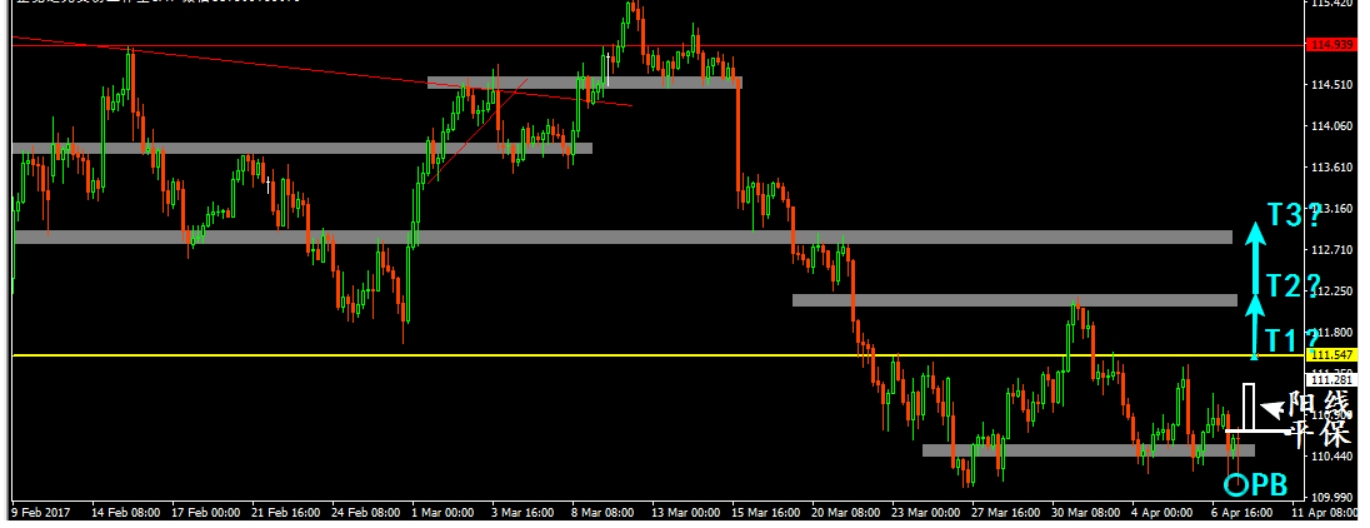 115.420
114.939
114.510
114.060
113.610
113.160
T3?
112.710
T2?
112.250
111.800
T1?
111.547
111.281
阳线
平保
110.440
PB
109.990
9 Feb 2017 14 Feb 08:00 17 Feb 00:00 21 Feb 16:00 24 Feb 08:00 1 Mar 00:00 3 Mar 16:00 8 Mar 08:00 13 Mar 00:00 15 Mar 16:00 20 Mar 08:00 23 Mar 00:00 27 Mar 16:00 30 Mar 08:00 4 Apr 00:00 6 Apr 16:00 11 Apr 08:00